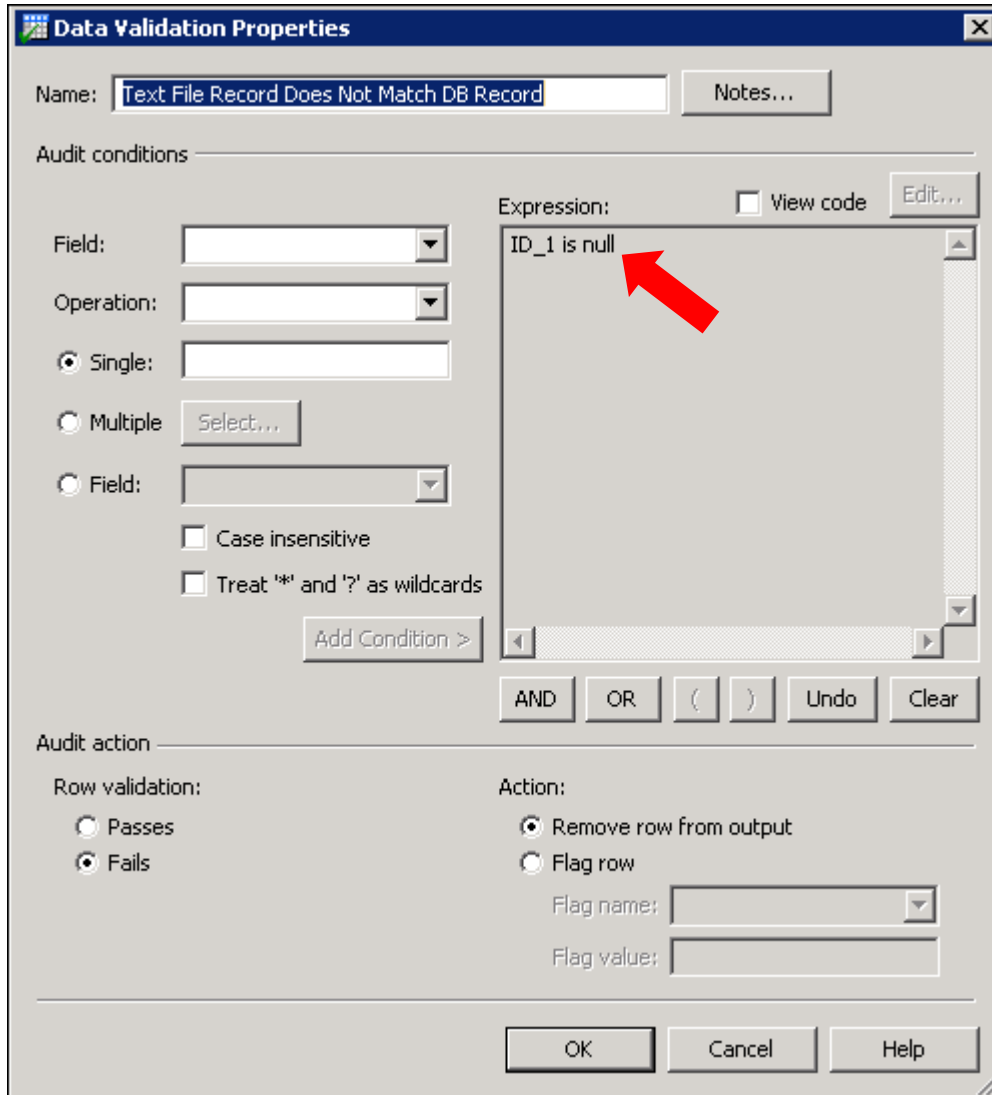 Data Validation Properties
Name: Text File Record Does Not Match DB Record Notes...
Audit conditions
Expression: View code Edit...
Field:
Operation:
Single:
Multiple Select...
Field:
Case insensitive
Treat '*' and '?' as wildcards
Add Condition >
ID_1 is null
AND OR ( ) Undo Clear
Audit action
Row validation:
Passes
Fails
Action:
Remove row from output
Flag row
Flag name:
Flag value:
OK Cancel Help